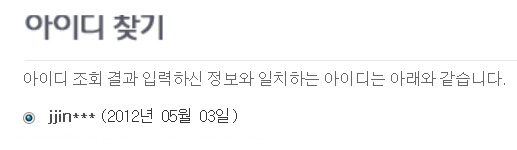 아이디 찾기
아이디 조회 결과 입력하신 정보와 일치하는 아이디는 아래와 같습니다.
jjin*** (2012년 05월 03일)